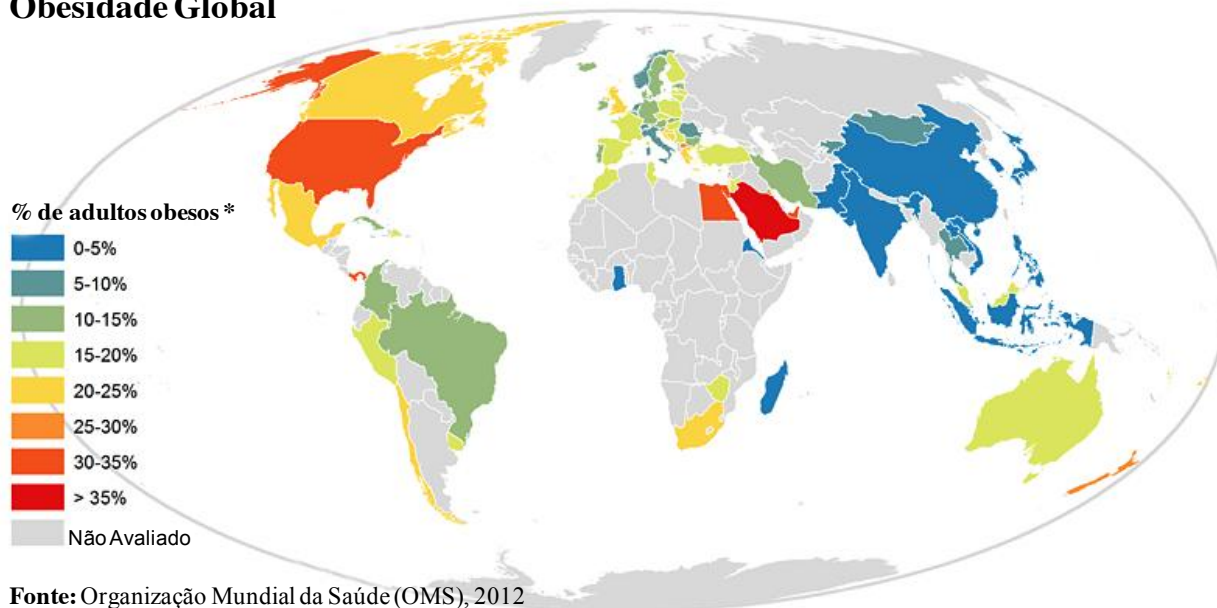 Obesidade Global
% de adultos obesos *
0-5%
5-10%
10-15%
15-20%
20-25%
25-30%
30-35%
> 35%
Não Avaliado
Fonte: Organização Mundial da Saúde (OMS), 2012